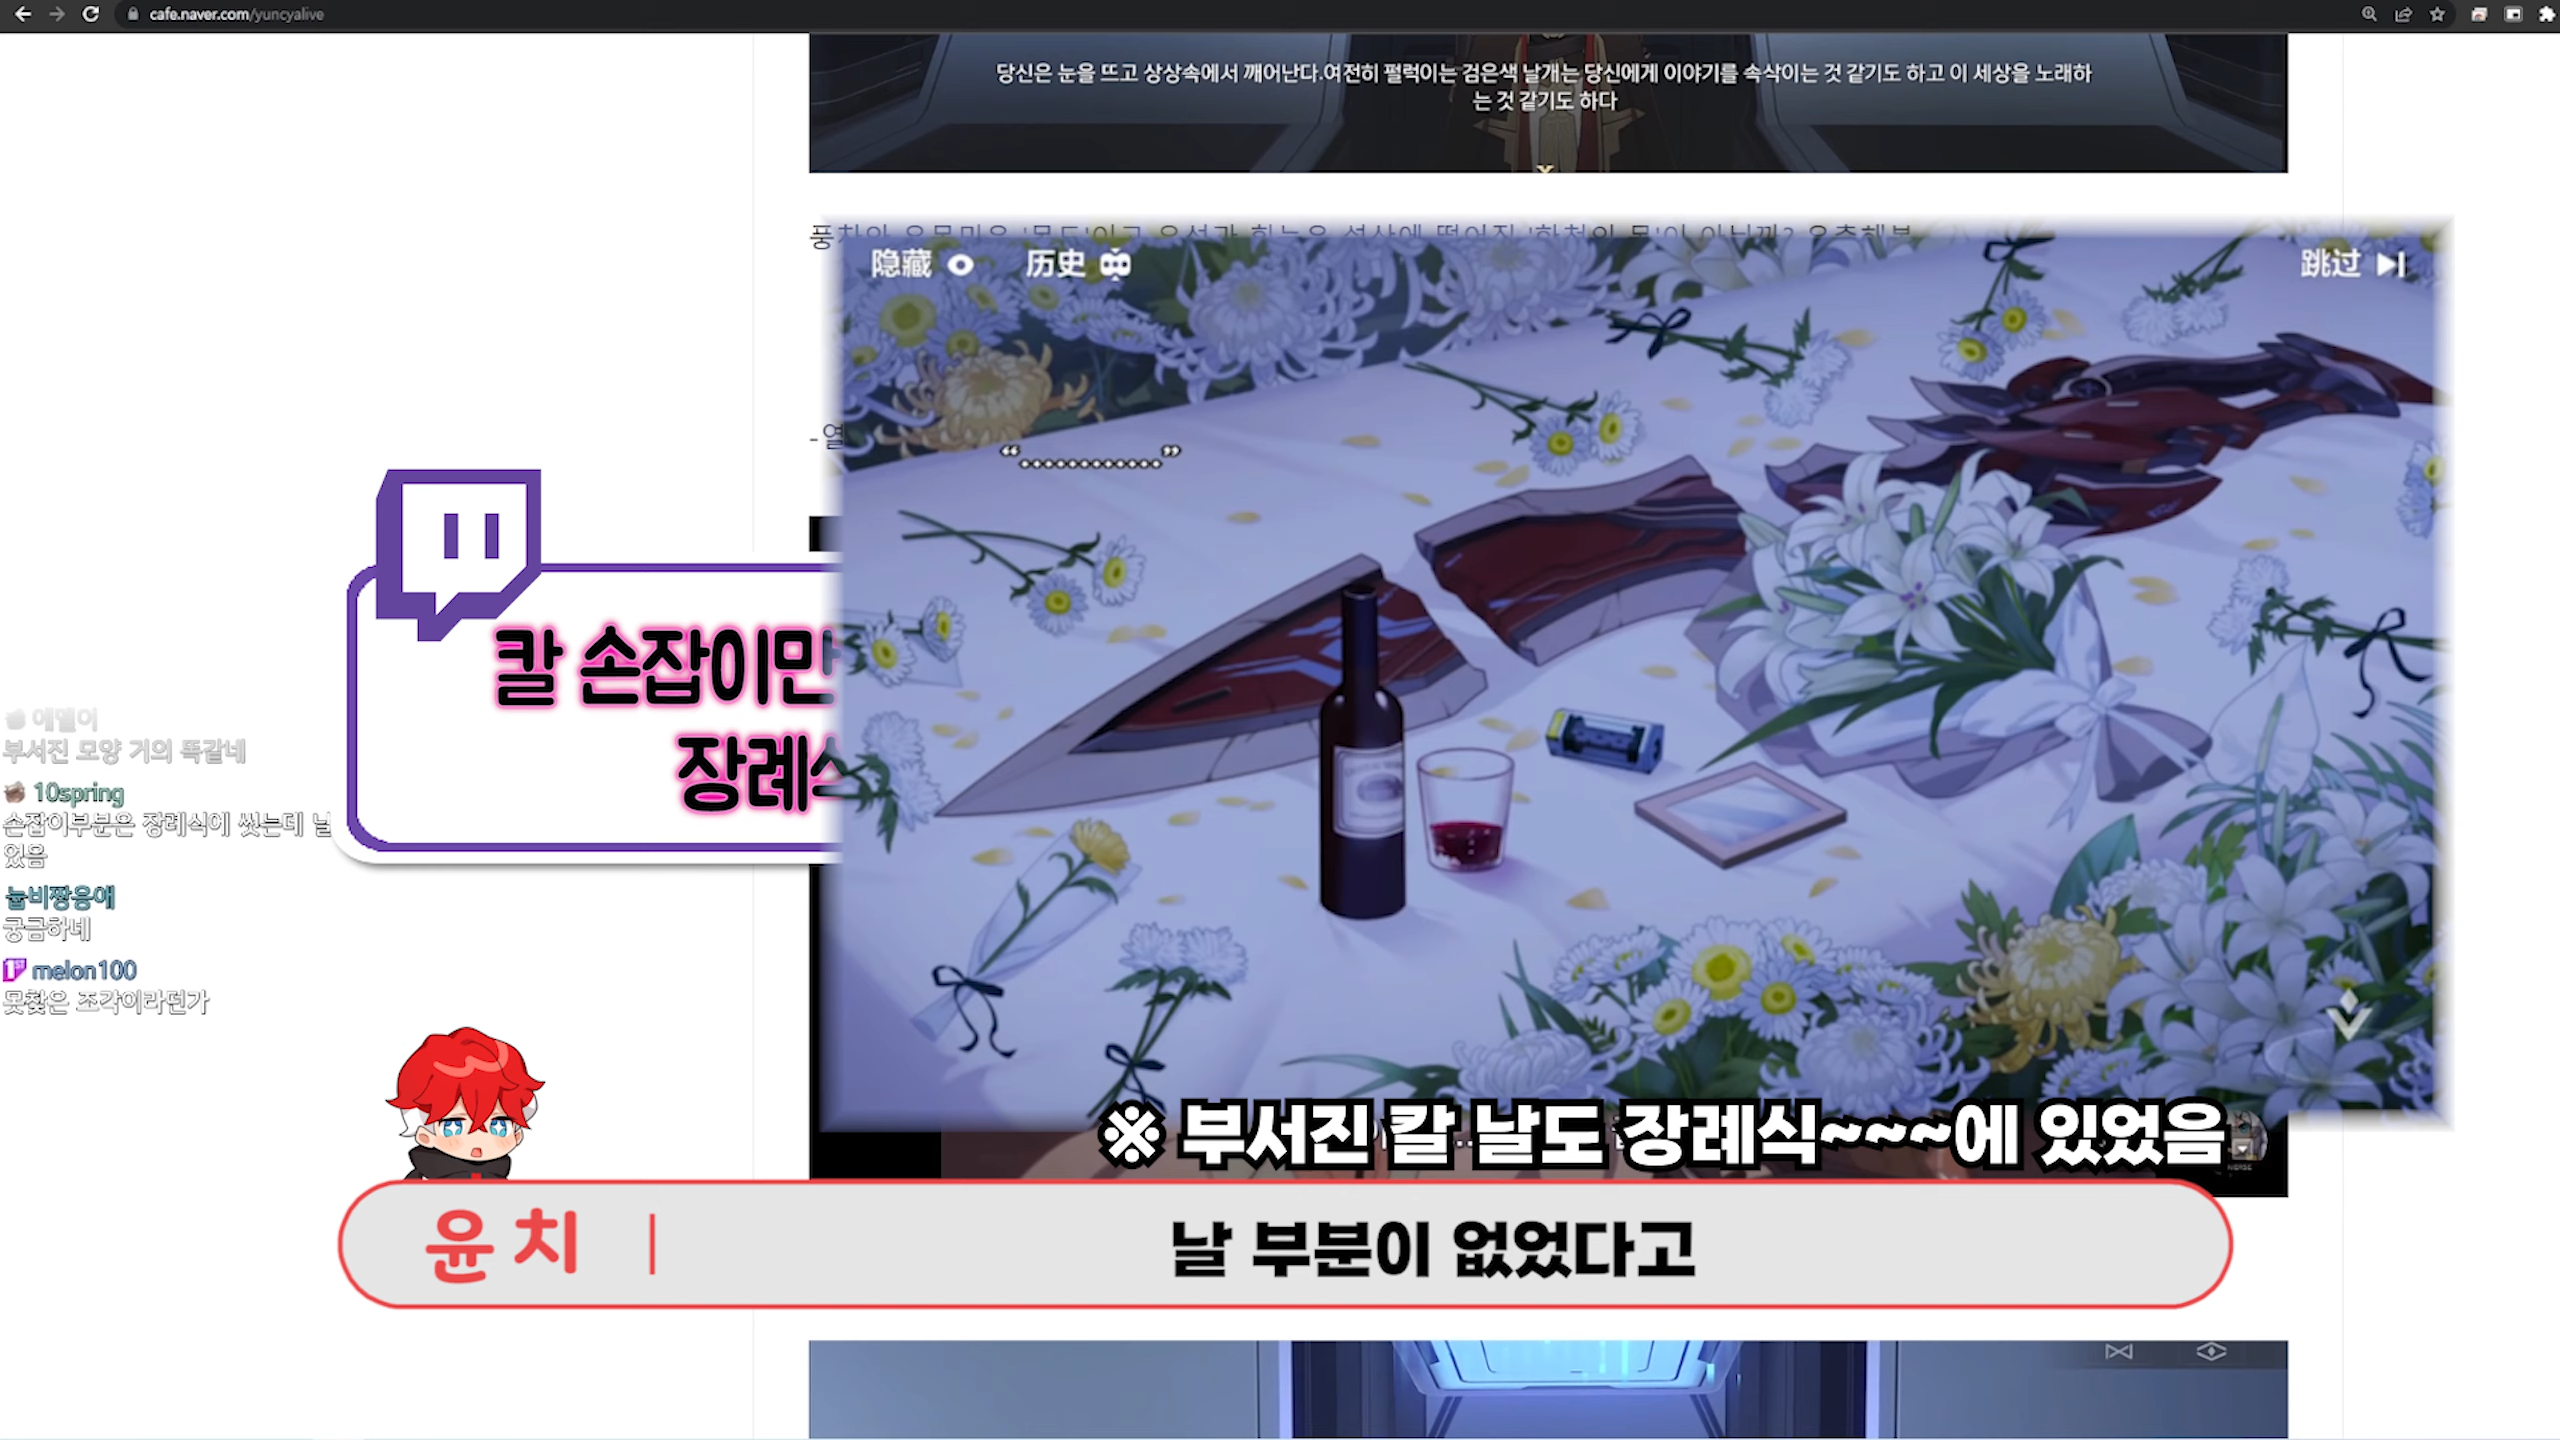 cafe.naver.com/yuncyalive
당신은 눈을 뜨고 상상속에서 깨어난다.여전히 펄럭이는 검은색 날개는 당신에게 이야기를 속삭이는 것 같기도 하고 이 세상을 노래하
는 것 같기도 하다
隐藏
历史
跳过
- 열
“............”
칼 손잡이만
장례식
에델이
부서진 모양 거의 똑같네
10spring
손잡이부분은 장례식에 씻는데 날
었음
눕비짱응애
궁금하네
melon100
못찾은 조각이라던가
※ 부서진 칼 날도 장례식~~~에 있었음
윤치 |
날 부분이 없었다고